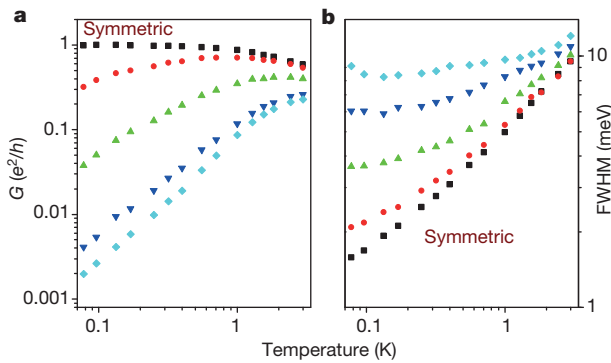 a
b
Symmetric
1
0.1
0.01
0.001
G (e²/h)
0.1
1
10
1
FWHM (meV)
Symmetric
0.1
1
Temperature (K)